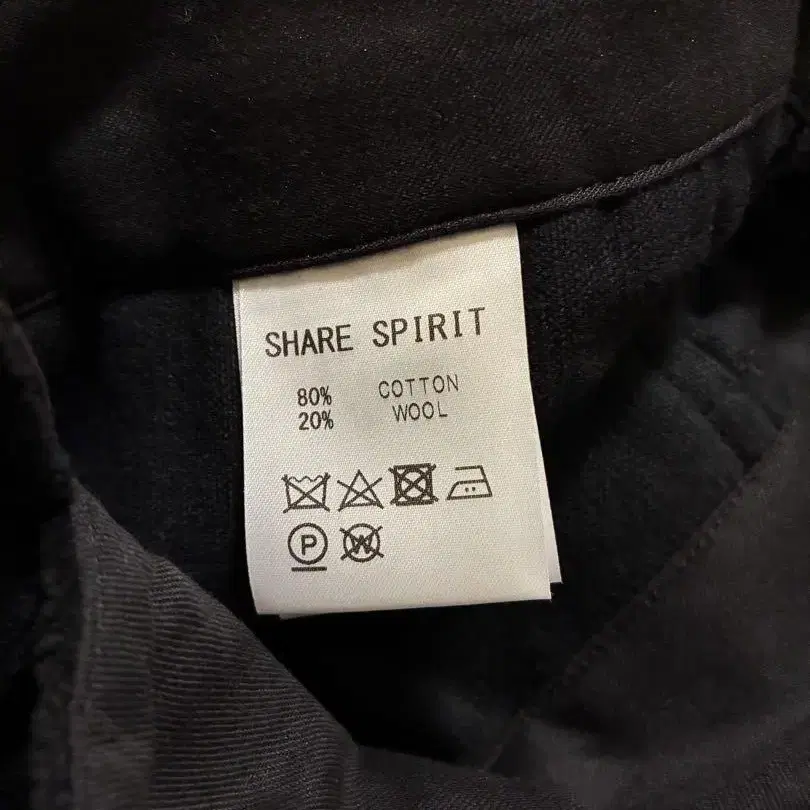 SHARE SPIRIT
80% COTTON
20% WOOL
P W